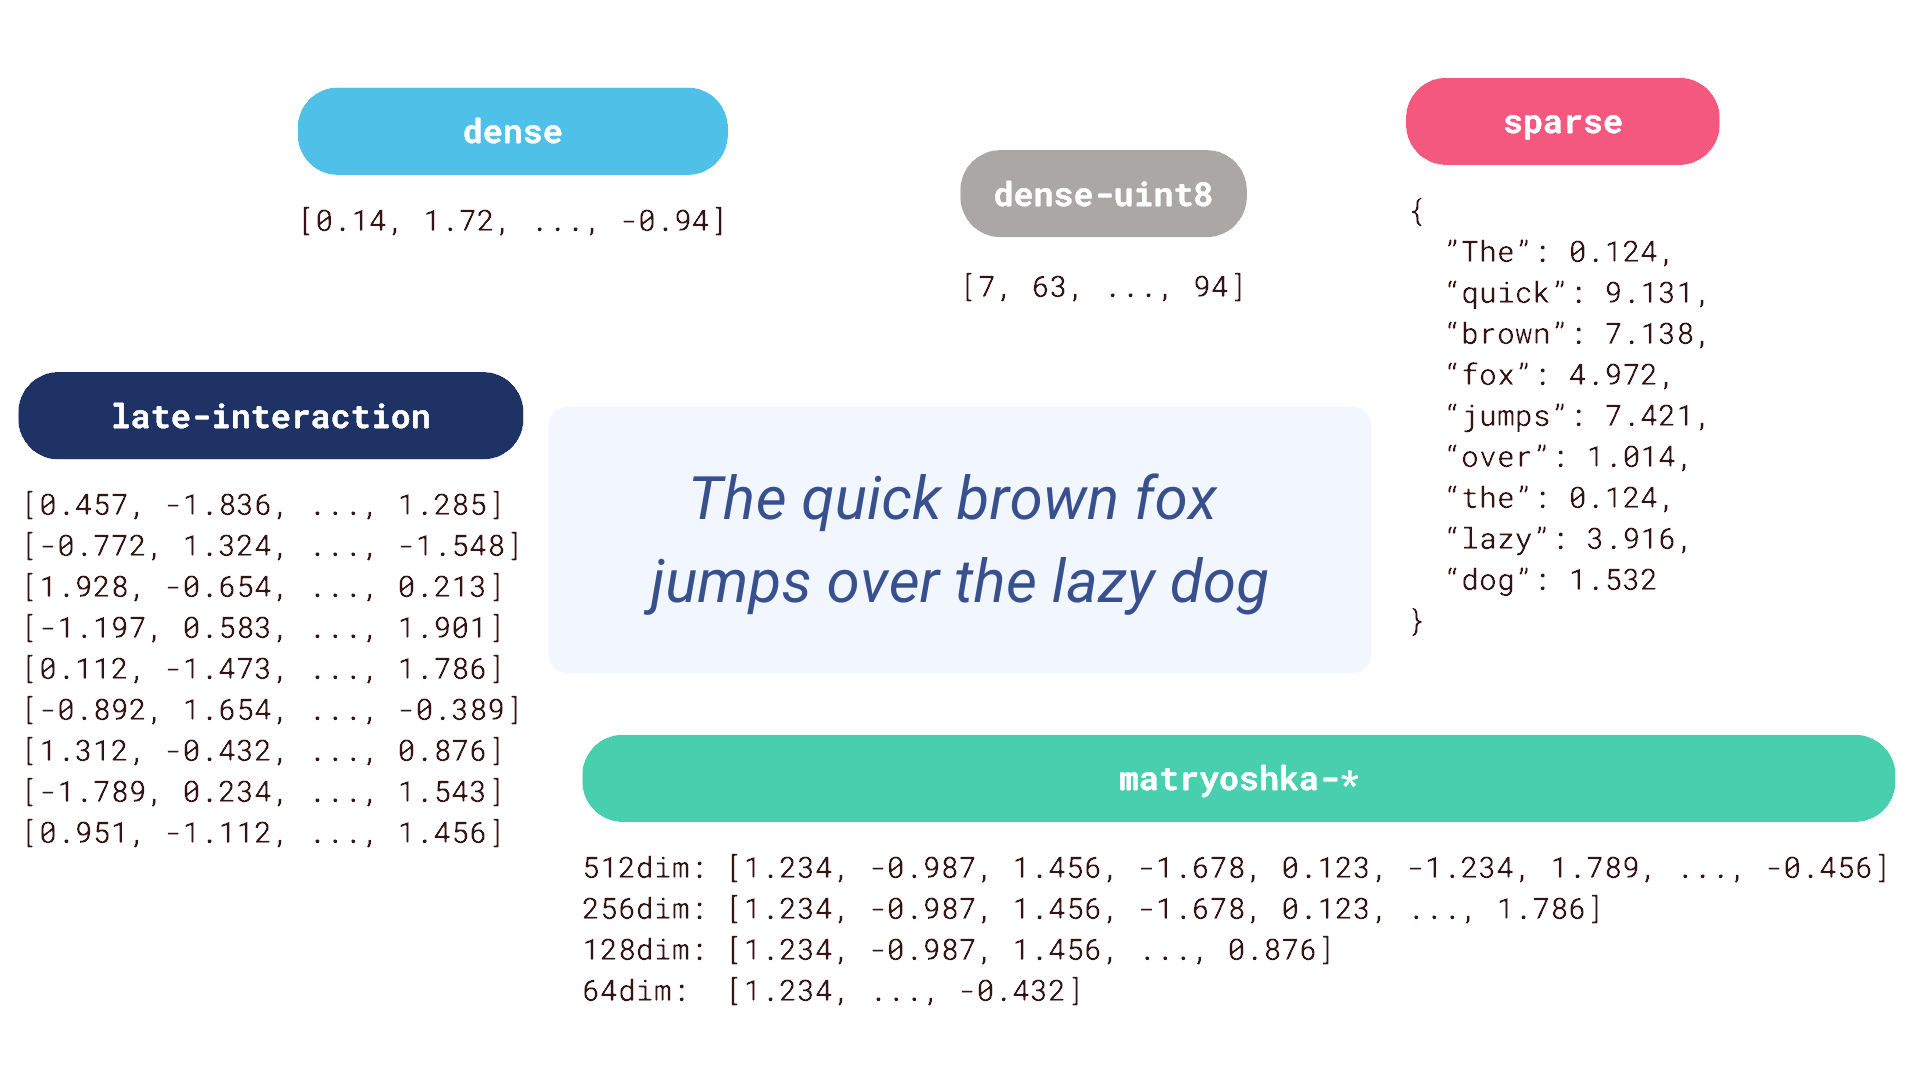 dense
[0.14, 1.72, ..., -0.94]
dense-uint8
[7, 63, ..., 94]
sparse
{
”The”: 0.124,
“quick”: 9.131,
“brown”: 7.138,
“fox”: 4.972,
“jumps”: 7.421,
“over”: 1.014,
“the”: 0.124,
“lazy”: 3.916,
“dog”: 1.532
}
late-interaction
[0.457, -1.836, ..., 1.285]
[-0.772, 1.324, ..., -1.548]
[1.928, -0.654, ..., 0.213]
[-1.197, 0.583, ..., 1.901]
[0.112, -1.473, ..., 1.786]
[-0.892, 1.654, ..., -0.389]
[1.312, -0.432, ..., 0.876]
[-1.789, 0.234, ..., 1.543]
[0.951, -1.112, ..., 1.456]
The quick brown fox
jumps over the lazy dog
matryoshka-*
512dim: [1.234, -0.987, 1.456, -1.678, 0.123, -1.234, 1.789, ..., -0.456]
256dim: [1.234, -0.987, 1.456, -1.678, 0.123, ..., 1.786]
128dim: [1.234, -0.987, 1.456, ..., 0.876]
64dim: [1.234, ..., -0.432]